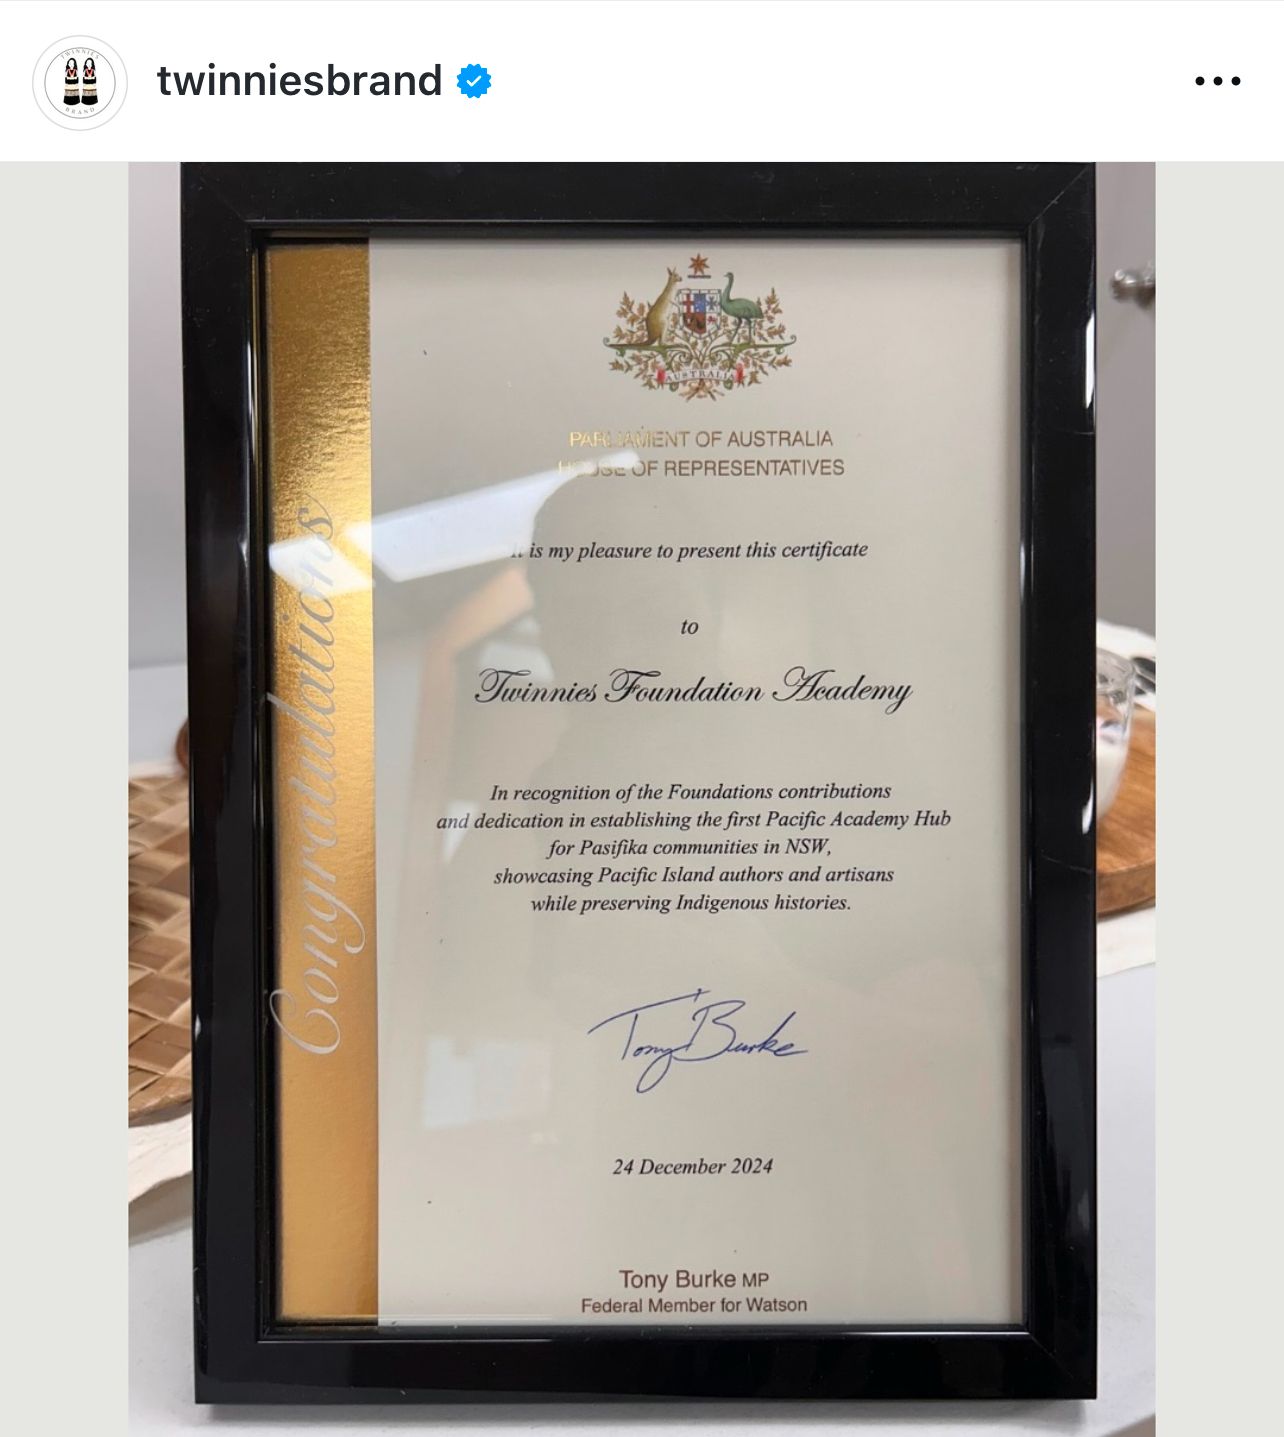 TWINNIES
BRAND
twinniesbrand
PARLIAMENT OF AUSTRALIA
HOUSE OF REPRESENTATIVES
It is my pleasure to present this certificate
to
Twinnies Foundation Academy
In recognition of the Foundations contributions
and dedication in establishing the first Pacific Academy Hub
for Pasifika communities in NSW,
showcasing Pacific Island authors and artisans
while preserving Indigenous histories.
Tony Burke
24 December 2024
Tony Burke MP
Federal Member for Watson
Congratulations
AUSTRALIA